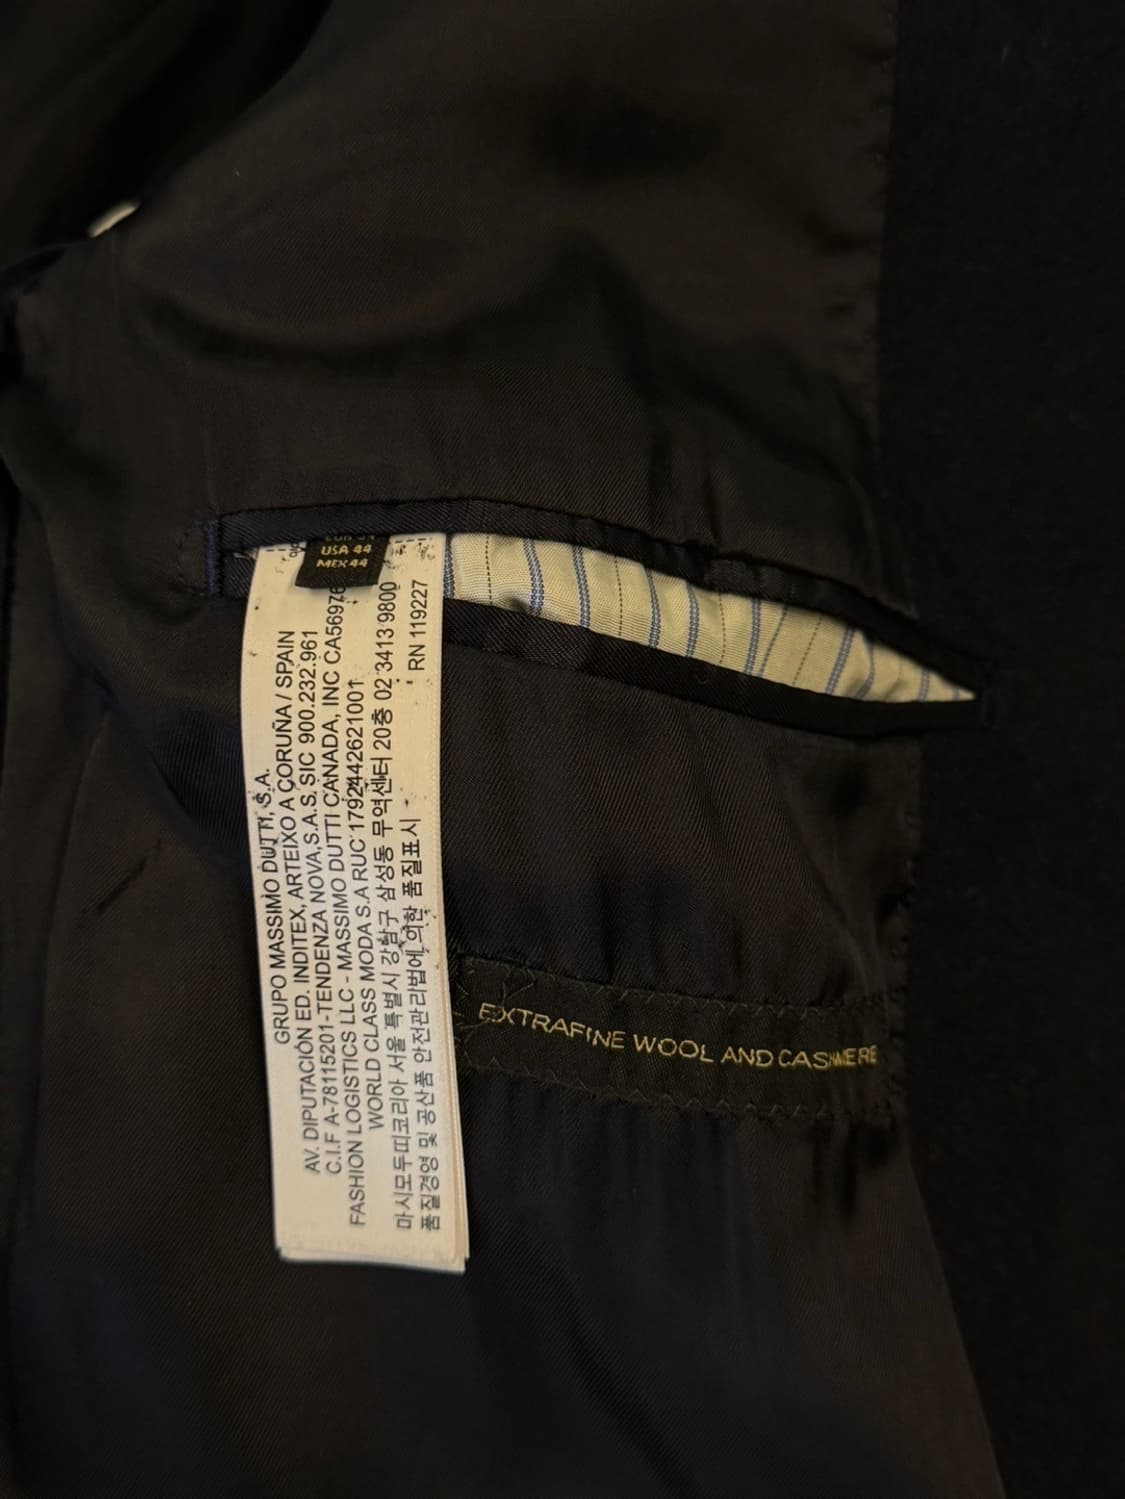 USA 44
MEX 44
GRUPO MASSIMO DUTTI, S.A.
AV. DIPUTACIÓN ED. INDITEX, ARTEIXO A CORUÑA / SPAIN
C.I.F A-78115201-TENDENZA NOVA,S.A.S. SIC 900.232.961
FASHION LOGISTICS LLC - MASSIMO DUTTI CANADA, INC CA56976
WORLD CLASS MODA S.A RUC 1792442621001
마시모두띠코리아 서울 특별시 강남구 삼성동 무역센터 20층 02 3413 9800
품질경영 및 공산품 안전관리법에 의한 품질표시
RN 119227
EXTRAFINE WOOL AND CASHMERE